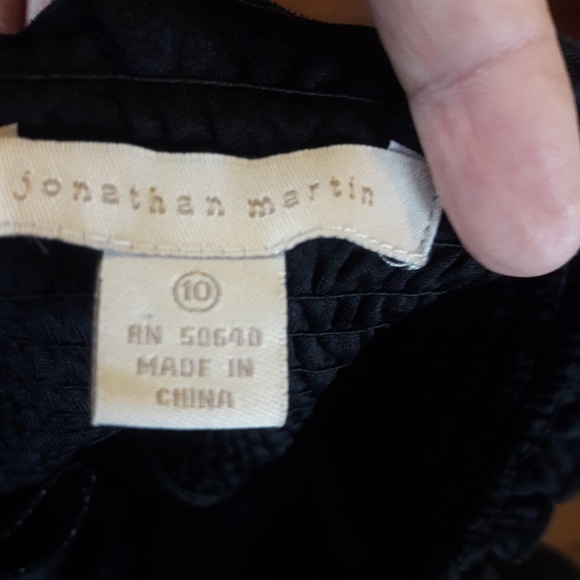 jonathan martin
10
RN 50640
MADE IN
CHINA